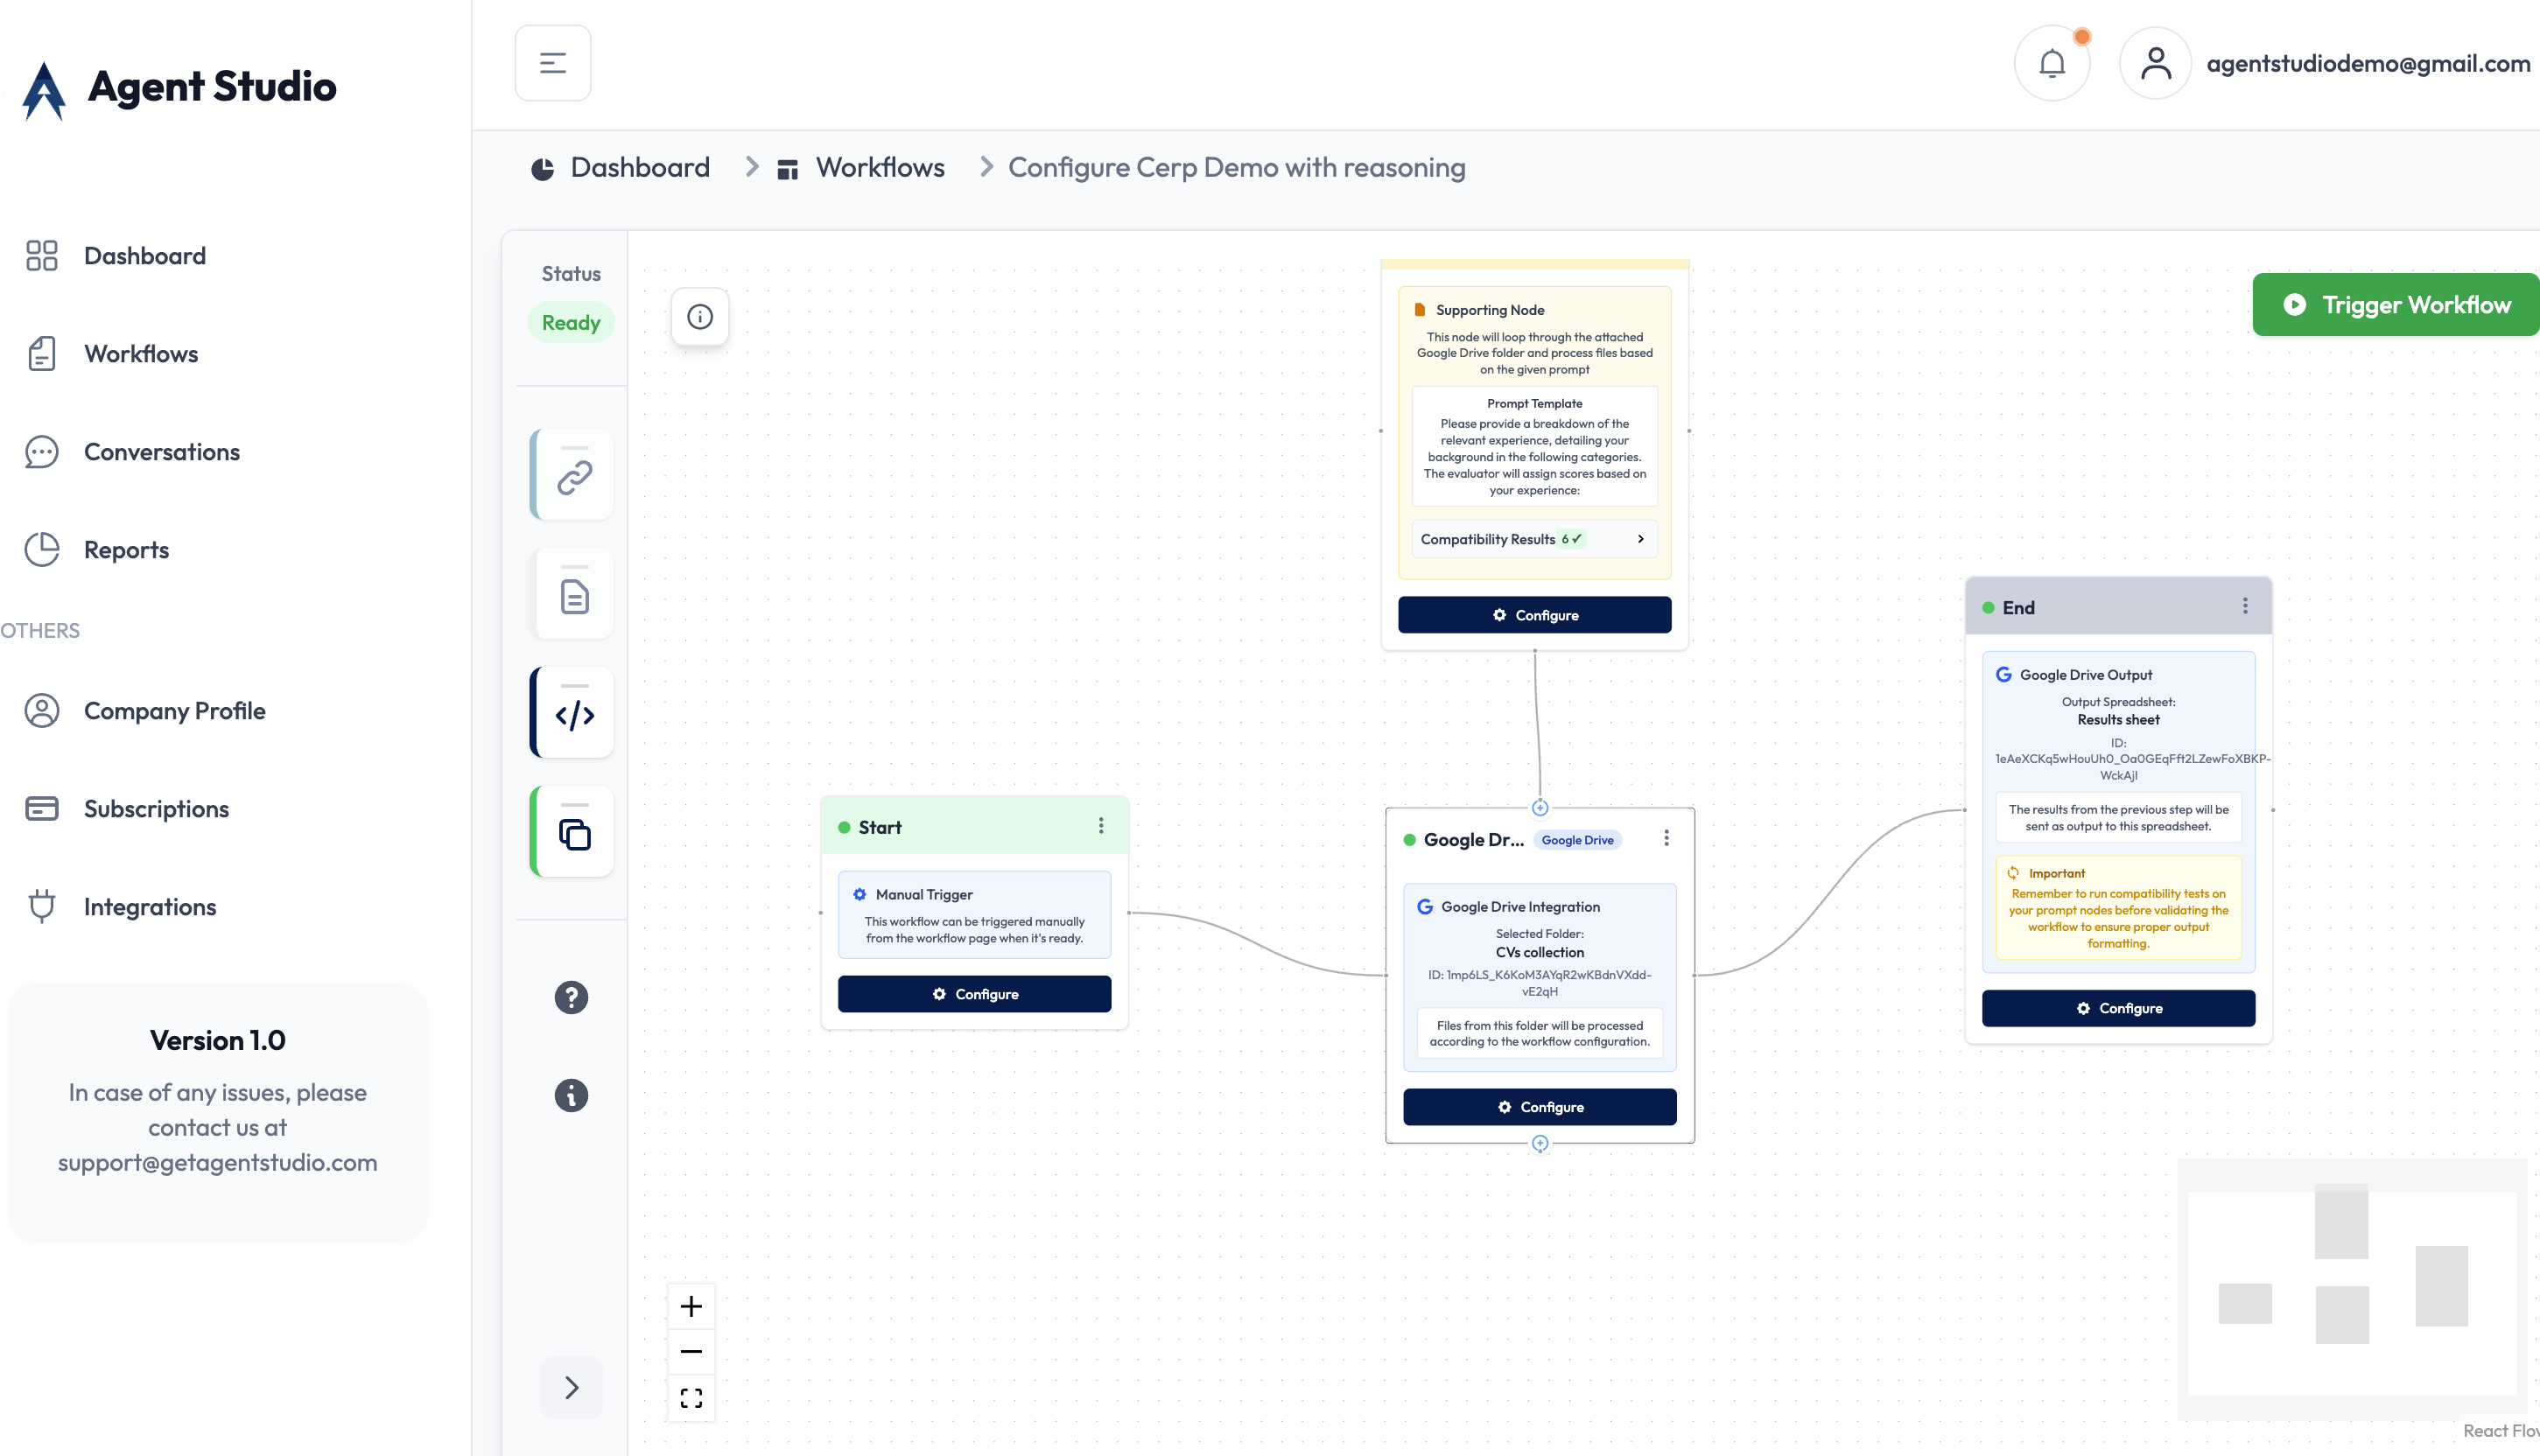 Agent Studio
agentstudiodemo@gmail.com
Dashboard
Workflows
Conversations
Reports
OTHERS
Company Profile
Subscriptions
Integrations
Version 1.0
In case of any issues, please
contact us at
support@getagentstudio.com
Dashboard
Workflows
Configure Cerp Demo with reasoning
Status
Ready
Trigger Workflow
Supporting Node
This node will loop through the attached
Google Drive folder and process files based
on the given prompt
Prompt Template
Please provide a breakdown of the
relevant experience, detailing your
background in the following categories.
The evaluator will assign scores based on
your experience:
Compatibility Results 6 ✓
Configure
Start
Manual Trigger
This workflow can be triggered manually
from the workflow page when it's ready.
Configure
Google Dr... Google Drive
Google Drive Integration
Selected Folder:
CVs collection
ID: 1mp6LS_K6KoM3AYqR2wKBdnVXdd-
vE2qH
Files from this folder will be processed
according to the workflow configuration.
Configure
End
Google Drive Output
Output Spreadsheet:
Results sheet
ID:
1eAeXCKq5wHouUh0_Oa0GEqFft2LZewFoXBKP-
WckAjI
The results from the previous step will be
sent as output to this spreadsheet.
Important
Remember to run compatibility tests on
your prompt nodes before validating the
workflow to ensure proper output
formatting.
Configure
React Flow